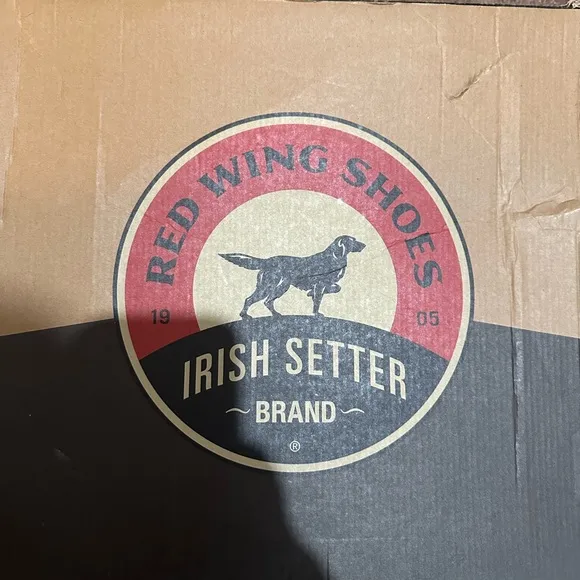 RED WING SHOES
19 05
IRISH SETTER
~ BRAND ~
®